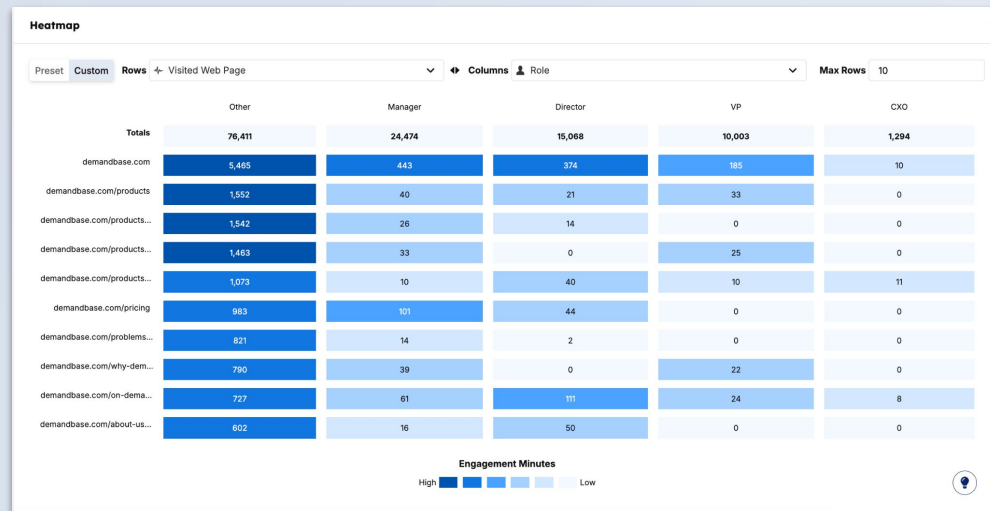 Heatmap
Preset Custom Rows Visited Web Page Columns Role Max Rows 10
Other Manager Director VP CXO
Totals 76,411 24,474 15,068 10,003 1,294
demandbase.com 5,465 443 374 185 10
demandbase.com/products 1,552 40 21 33 0
demandbase.com/products... 1,542 26 14 0 0
demandbase.com/products... 1,463 33 0 25 0
demandbase.com/products... 1,073 10 40 10 11
demandbase.com/pricing 983 101 44 0 0
demandbase.com/problems... 821 14 2 0 0
demandbase.com/why-dem... 790 39 0 22 0
demandbase.com/on-dema... 727 61 111 24 8
demandbase.com/about-us... 602 16 50 0 0
Engagement Minutes
High Low